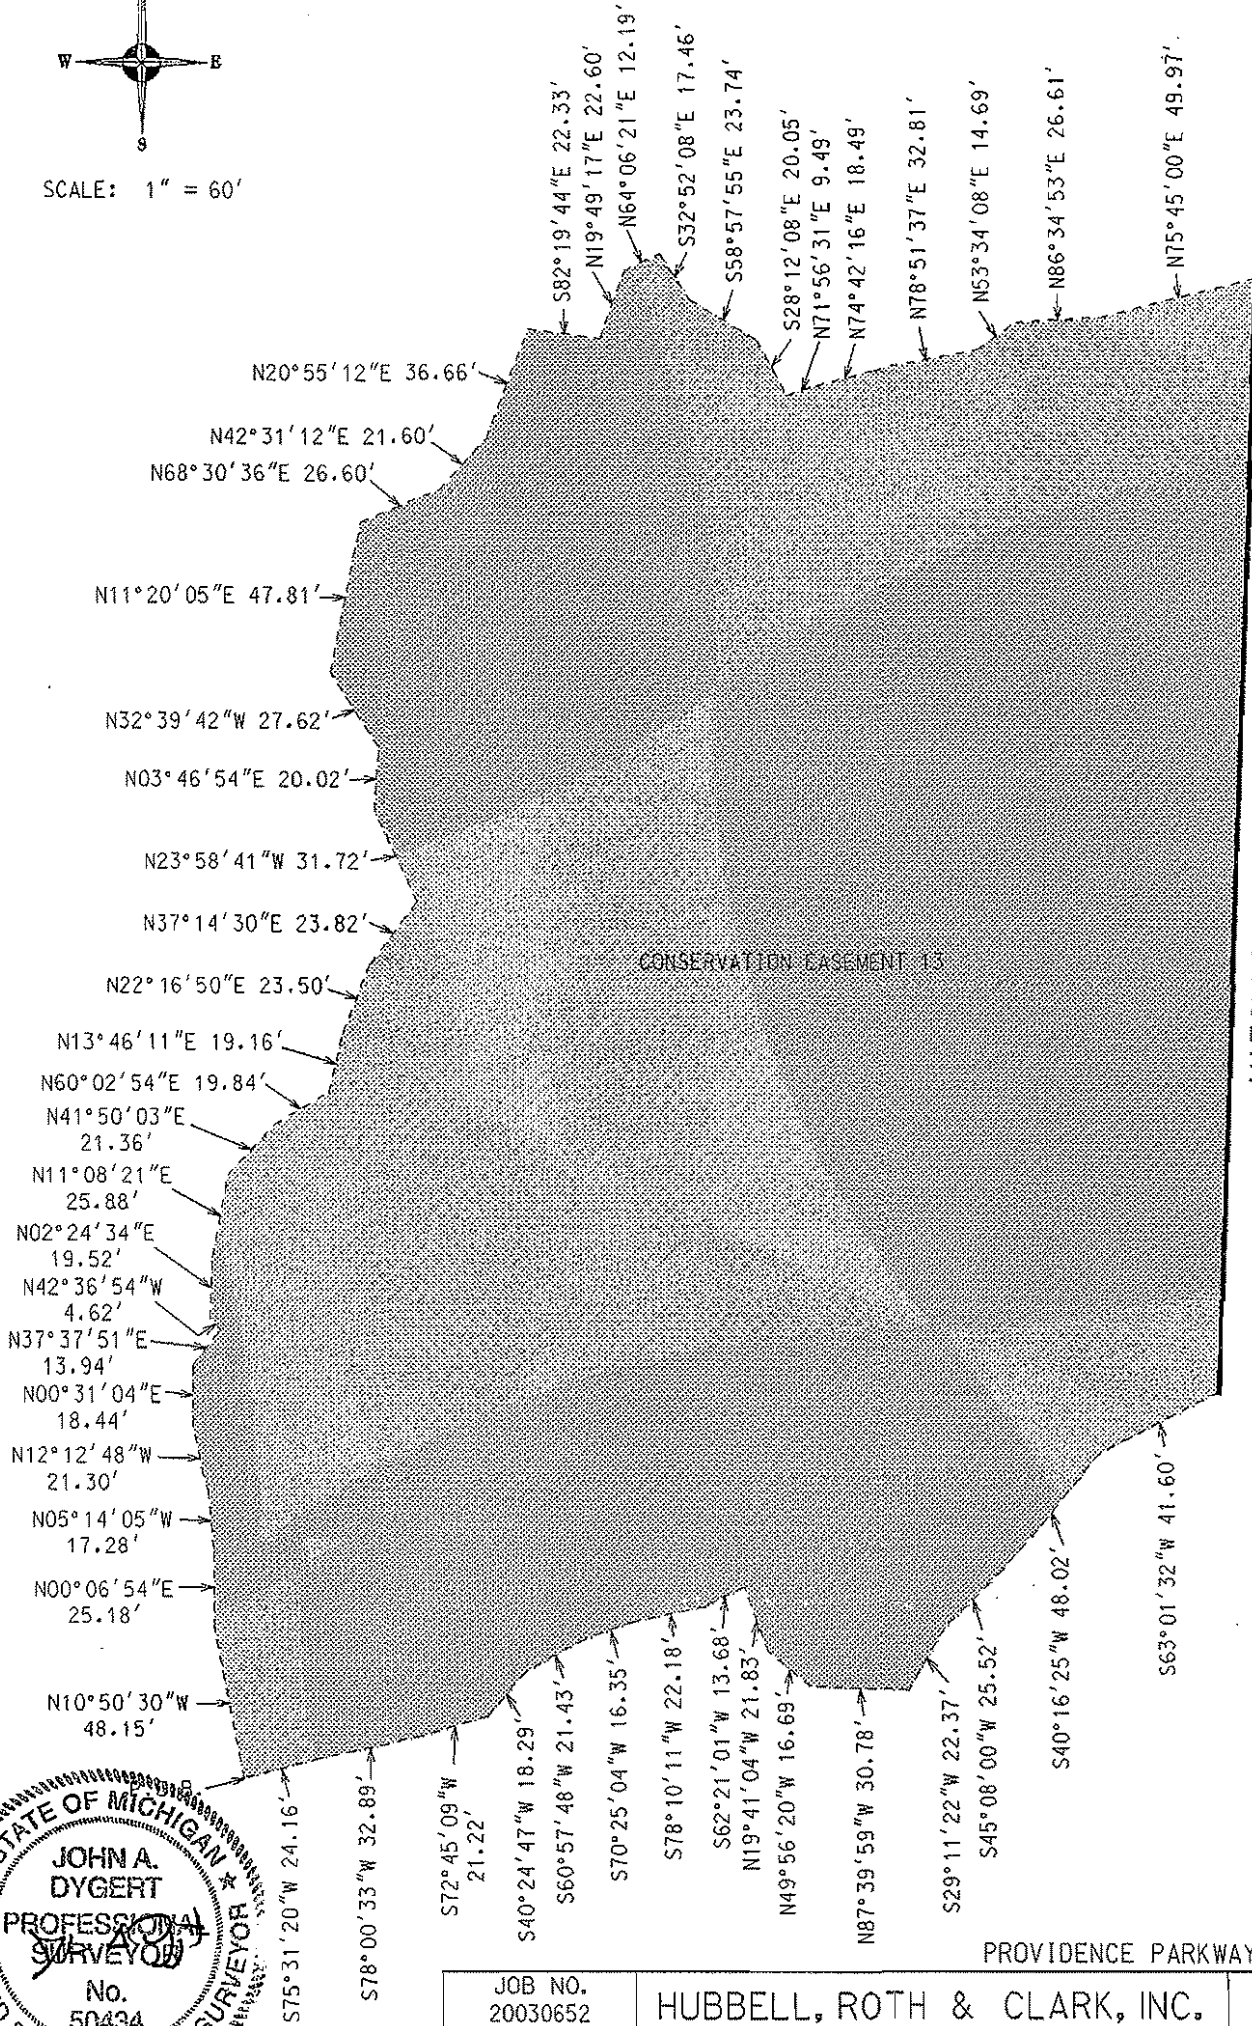 W E
S
SCALE: 1" = 60'
S82°19'44"E 22.33'
N19°49'17"E 22.60'
N64°06'21"E 12.19'
S32°52'08"E 17.46'
S58°57'55"E 23.74'
S28°12'08"E 20.05'
N71°56'31"E 9.49'
N74°42'16"E 18.49'
N78°51'37"E 32.81'
N53°34'08"E 14.69'
N86°34'53"E 26.61'
N75°45'00"E 49.97'
N20°55'12"E 36.66'
N42°31'12"E 21.60'
N68°30'36"E 26.60'
N11°20'05"E 47.81'
N32°39'42"W 27.62'
N03°46'54"E 20.02'
N23°58'41"W 31.72'
N37°14'30"E 23.82'
CONSERVATION EASEMENT 13
N22°16'50"E 23.50'
N13°46'11"E 19.16'
N60°02'54"E 19.84'
N41°50'03"E
21.36'
N11°08'21"E
25.88'
N02°24'34"E
19.52'
N42°36'54"W
4.62'
N37°37'51"E
13.94'
N00°31'04"E
18.44'
N12°12'48"W
21.30'
N05°14'05"W
17.28'
N00°06'54"E
25.18'
N10°50'30"W
48.15'
P.O.B.
S75°31'20"W 24.16'
S78°00'33"W 32.89'
S72°45'09"W
21.22'
S40°24'47"W 18.29'
S60°57'48"W 21.43'
S70°25'04"W 16.35'
S78°10'11"W 22.18'
S62°21'01"W 13.68'
N19°41'04"W 21.83'
N49°56'20"W 16.69'
N87°39'59"W 30.78'
S29°11'22"W 22.37'
S45°08'00"W 25.52'
S40°16'25"W 48.02'
S63°01'32"W 41.60'
STATE OF MICHIGAN
JOHN A.
DYGERT
PROFESSIONAL
SURVEYOR
No.
50434
SURVEYOR
PROVIDENCE PARKWAY
JOB NO.
20030652
HUBBELL, ROTH & CLARK, INC.